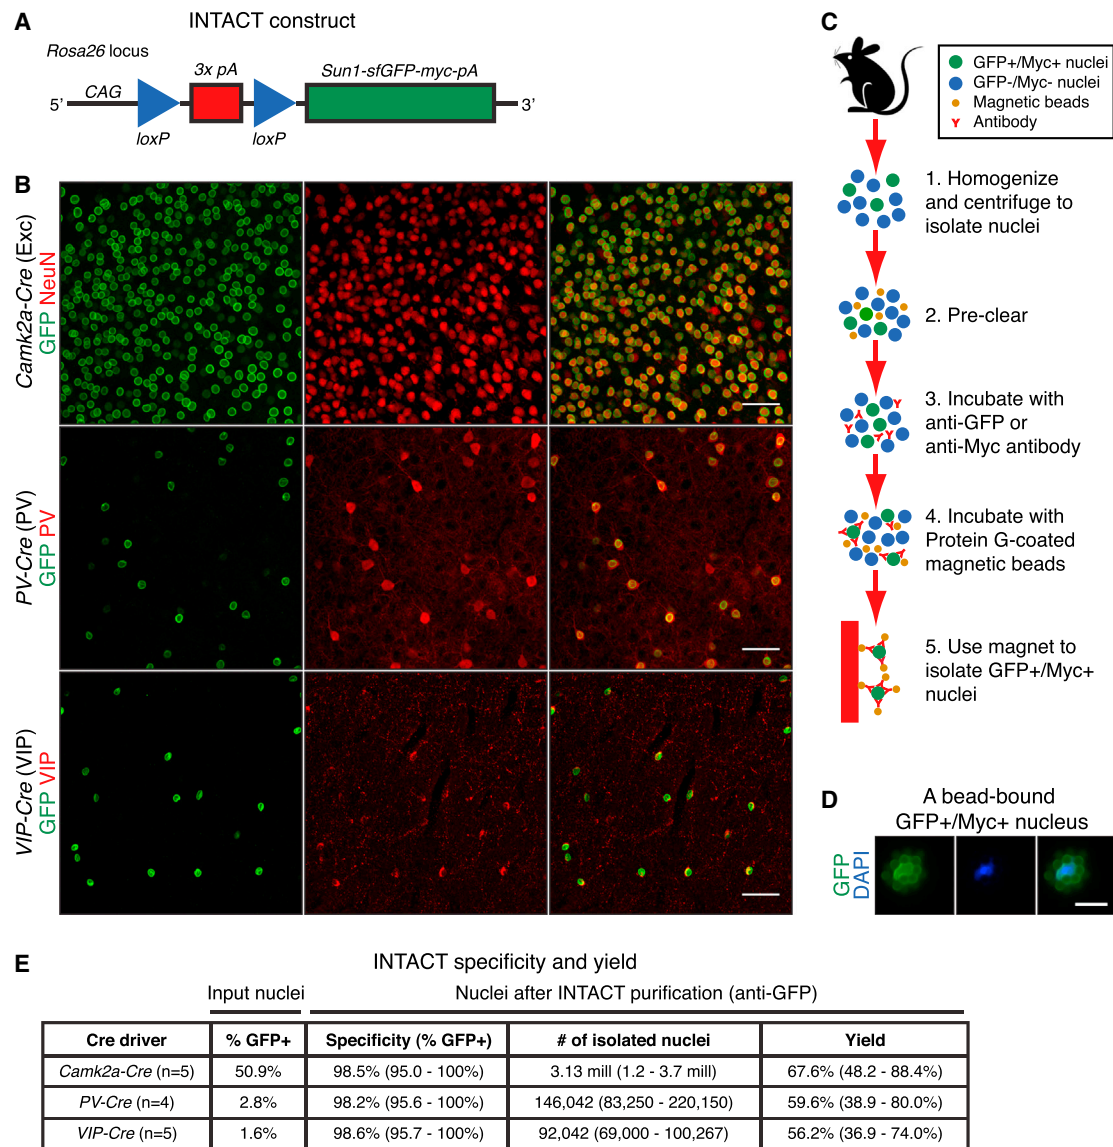 A
INTACT construct
Rosa26 locus
3x pA
Sun1-sfGFP-myc-pA
CAG
5’
3’
loxP
loxP
B
Camk2a-Cre (Exc)
GFP NeuN
PV-Cre (PV)
GFP PV
VIP-Cre (VIP)
GFP VIP
C
GFP+/Myc+ nuclei
GFP-/Myc- nuclei
Magnetic beads
Antibody
1. Homogenize
and centrifuge to
isolate nuclei
2. Pre-clear
3. Incubate with
anti-GFP or
anti-Myc antibody
4. Incubate with
Protein G-coated
magnetic beads
5. Use magnet to
isolate GFP+/Myc+
nuclei
D
A bead-bound
GFP+/Myc+ nucleus
GFP
DAPI
E
INTACT specificity and yield
Input nuclei
Nuclei after INTACT purification (anti-GFP)
Cre driver % GFP+ Specificity (% GFP+) # of isolated nuclei Yield
Camk2a-Cre (n=5) 50.9% 98.5% (95.0 - 100%) 3.13 mill (1.2 - 3.7 mill) 67.6% (48.2 - 88.4%)
PV-Cre (n=4) 2.8% 98.2% (95.6 - 100%) 146,042 (83,250 - 220,150) 59.6% (38.9 - 80.0%)
VIP-Cre (n=5) 1.6% 98.6% (95.7 - 100%) 92,042 (69,000 - 100,267) 56.2% (36.9 - 74.0%)